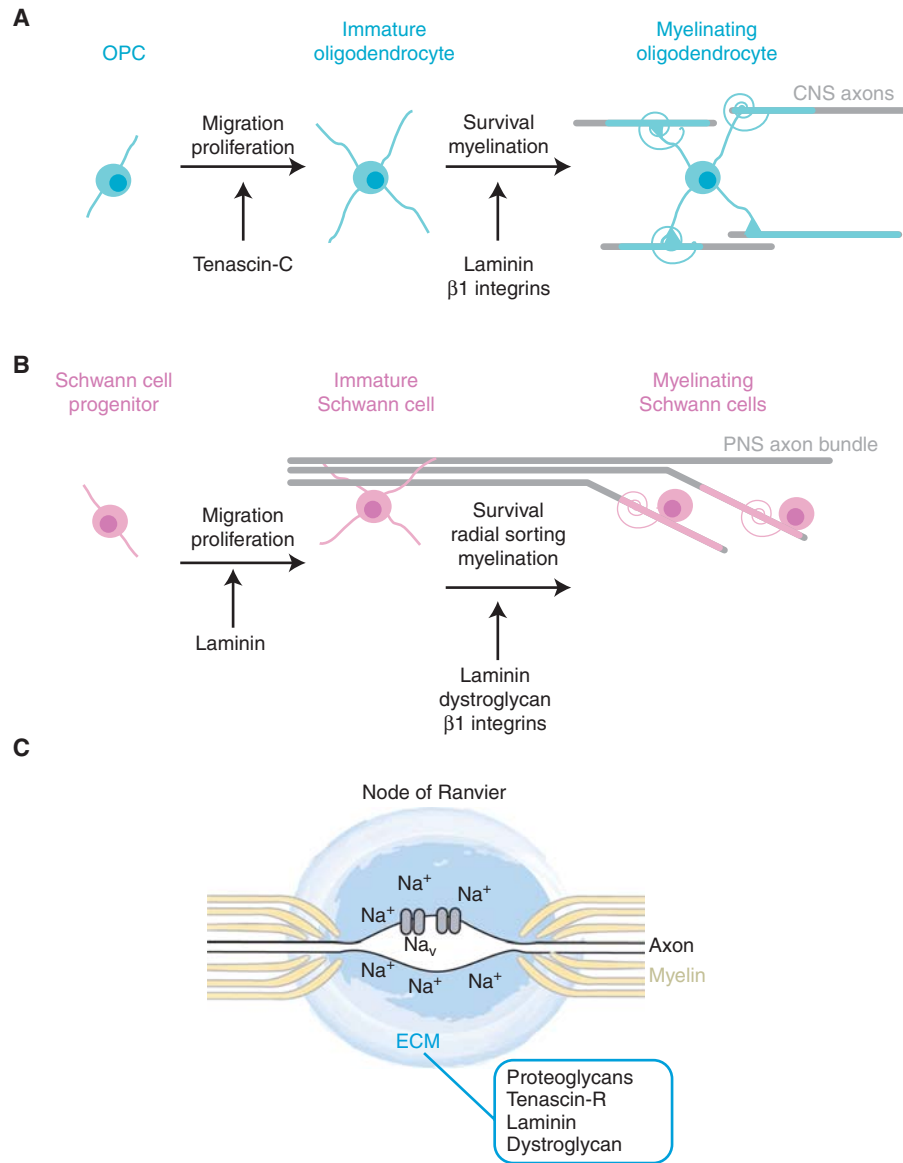 A
OPC
Immature
oligodendrocyte
Myelinating
oligodendrocyte
CNS axons
Migration
proliferation
Survival
myelination
Tenascin-C
Laminin
β1 integrins
B
Schwann cell
progenitor
Immature
Schwann cell
Myelinating
Schwann cells
PNS axon bundle
Migration
proliferation
Survival
radial sorting
myelination
Laminin
Laminin
dystroglycan
β1 integrins
C
Node of Ranvier
Na⁺
Na⁺
Na⁺
Naᵥ
Na⁺
Na⁺
Na⁺
Axon
Myelin
ECM
Proteoglycans
Tenascin-R
Laminin
Dystroglycan